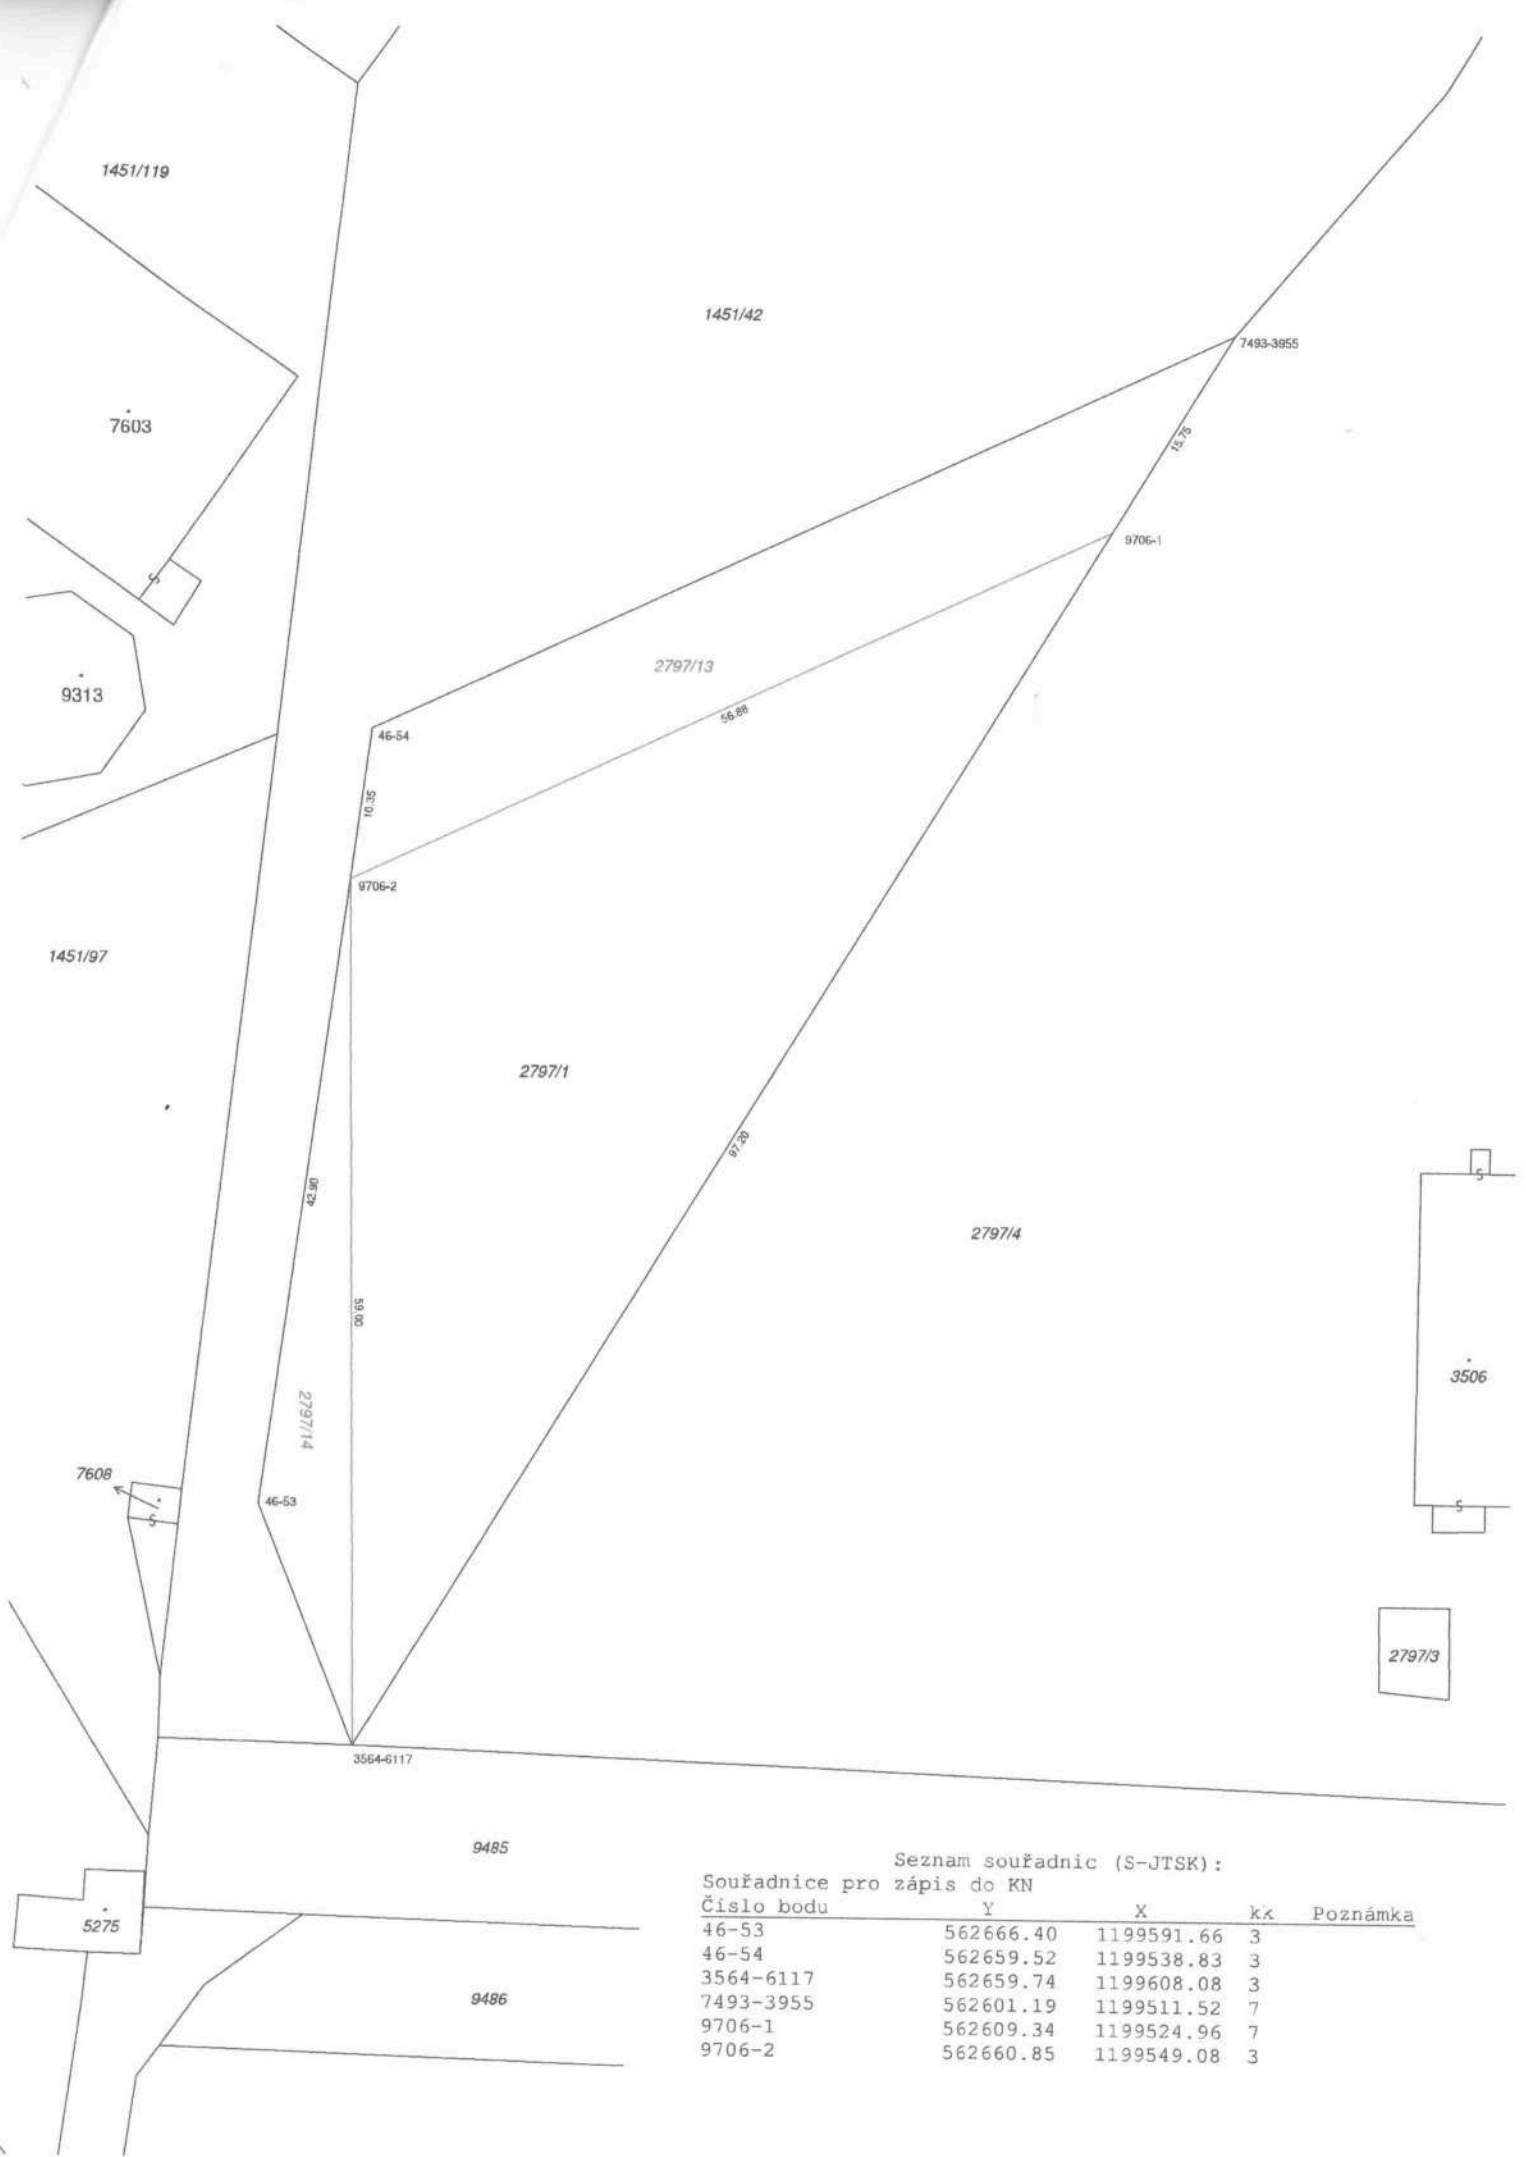 1451/119
1451/42
7493-3955
7603
15.75
9706-1
9313
2797/13
56.88
46-54
10.35
9706-2
1451/97
2797/1
97.20
42.90
2797/4
S
S
59.00
3506
2797/14
7608
46-53
S
S
2797/3
3564-6117
9485
5275
9486
Seznam souřadnic (S-JTSK):
Souřadnice pro zápis do KN
Číslo bodu Y X kk Poznámka
46-53 562666.40 1199591.66 3
46-54 562659.52 1199538.83 3
3564-6117 562659.74 1199608.08 3
7493-3955 562601.19 1199511.52 7
9706-1 562609.34 1199524.96 7
9706-2 562660.85 1199549.08 3